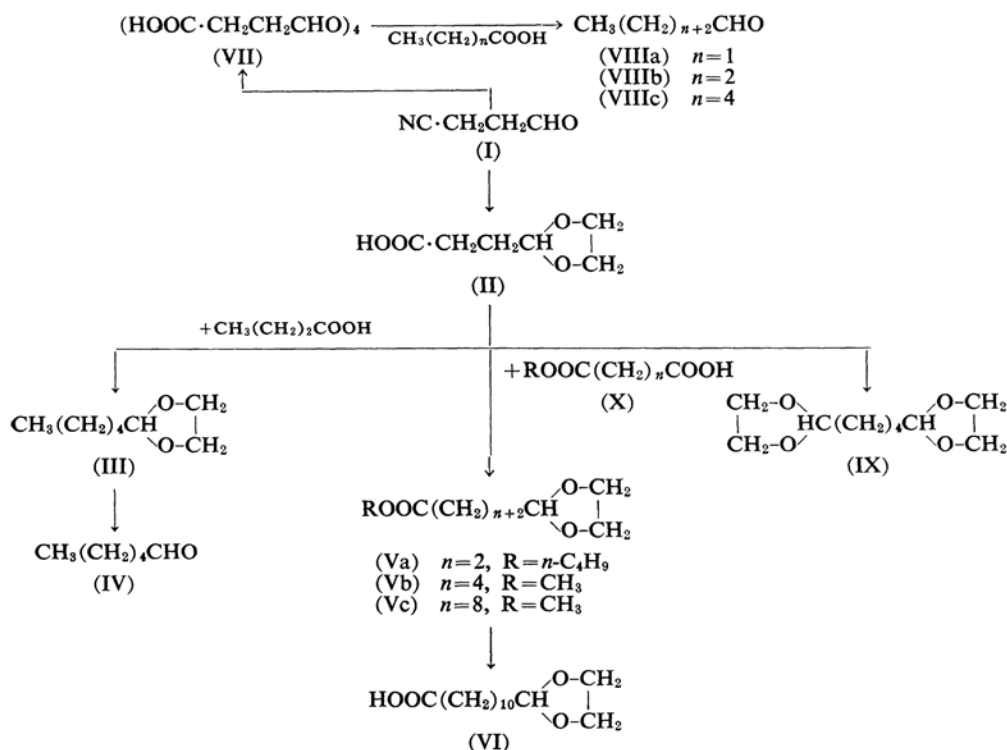 (HOOC·CH₂CH₂CHO)₄ CH₃(CH₂)ₙCOOH CH₃(CH₂)ₙ₊₂CHO
(VII) (VIIIa) n=1
(VIIIb) n=2
(VIIIc) n=4
NC·CH₂CH₂CHO
(I)
O–CH₂
HOOC·CH₂CH₂CH
O–CH₂
(II)
+CH₃(CH₂)₂COOH
+ROOC(CH₂)ₙCOOH
(X)
O–CH₂
CH₃(CH₂)₄CH
O–CH₂
(III)
CH₂–O O–CH₂
HC(CH₂)₄CH
CH₂–O O–CH₂
(IX)
O–CH₂
ROOC(CH₂)ₙ₊₂CH
O–CH₂
CH₃(CH₂)₄CHO
(IV)
(Va) n=2, R=n-C₄H₉
(Vb) n=4, R=CH₃
(Vc) n=8, R=CH₃
O–CH₂
HOOC(CH₂)₁₀CH
O–CH₂
(VI)